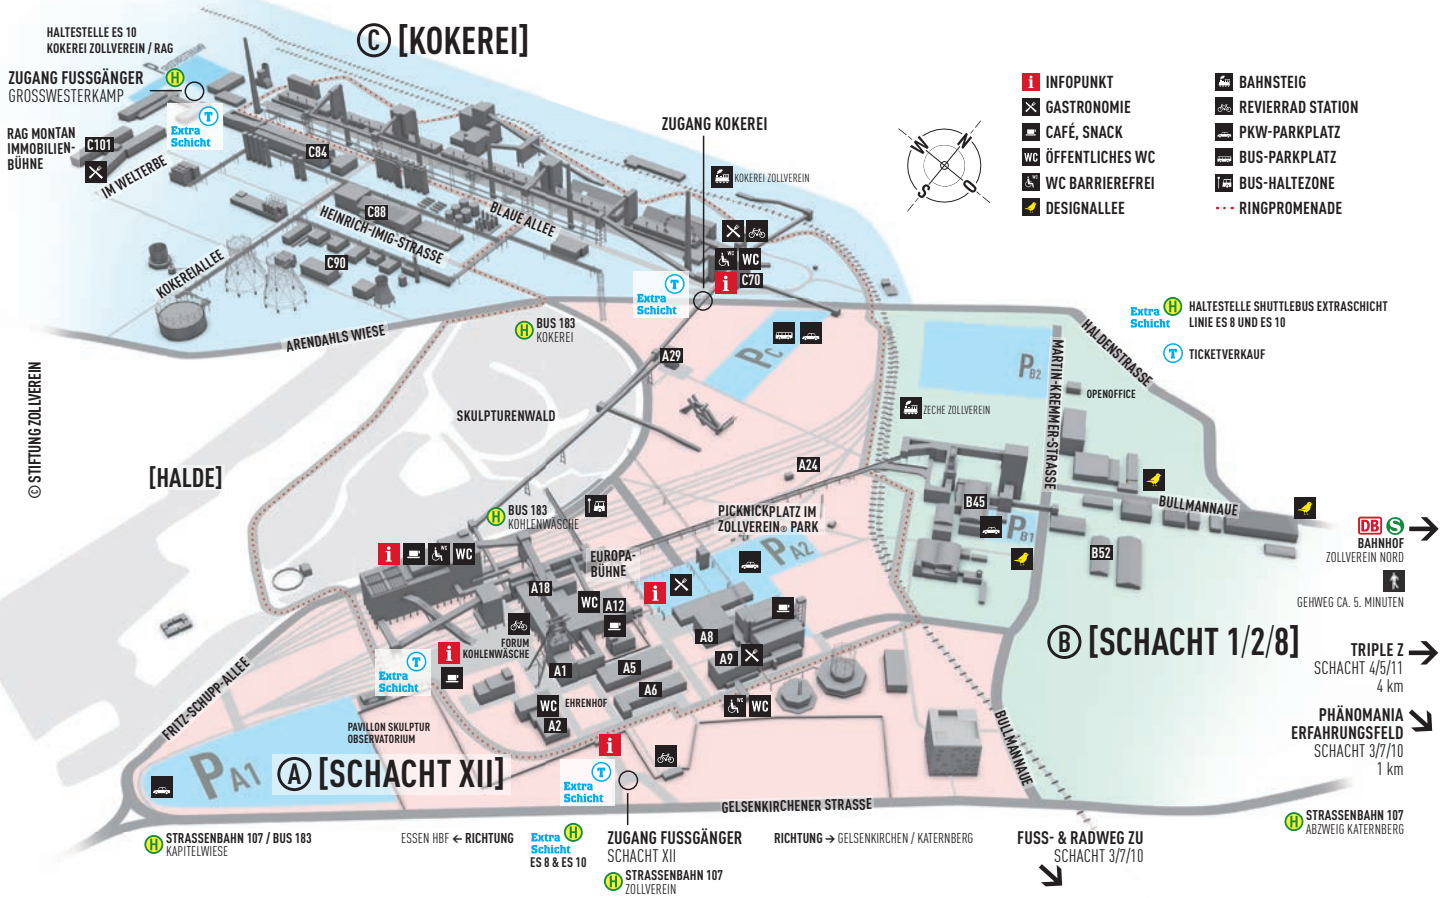 HALTESTELLE ES 10
KOKEREI ZOLLVEREIN / RAG
ZUGANG FUSSGÄNGER
GROSSWESTERKAMP
H
T
Extra
Schicht
RAG MONTAN
IMMOBILIEN-
BÜHNE
C101
IM WELTERBE
C [KOKEREI]
C84
C88
HEINRICH-IMIG-STRASSE
BLAUE ALLEE
C90
KOKEREIALLEE
ARENDAHLS WIESE
ZUGANG KOKEREI
KOKEREI ZOLLVEREIN
WC
WC
i
C70
T
Extra
Schicht
N
W
S
O
i INFOPUNKT
GASTRONOMIE
CAFÉ, SNACK
WC ÖFFENTLICHES WC
WC WC BARRIEREFREI
DESIGNALLEE
BAHNSTEIG
REVIERRAD STATION
PKW-PARKPLATZ
BUS-PARKPLATZ
BUS-HALTEZONE
RINGPROMENADE
Extra
Schicht
H
HALTESTELLE SHUTTLEBUS EXTRASCHICHT
LINIE ES 8 UND ES 10
T TICKETVERKAUF
© STIFTUNG ZOLLVEREIN
H BUS 183
KOKEREI
A29
PC
PB2
MARTIN-KREMMER-STRASSE
HALDENSTRASSE
OPENOFFICE
ZECHE ZOLLVEREIN
SKULPTURENWALD
[HALDE]
A24
B45
PB1
BULLMANNAUE
B52
H BUS 183
KOHLENWÄSCHE
PICKNICKPLATZ IM
ZOLLVEREIN® PARK
PA2
EUROPA-
BÜHNE
i
WC
WC
A18
WC
A12
i
A8
A9
FORUM
KOHLENWÄSCHE
i
T
Extra
Schicht
A1
A5
A6
WC
EHRENHOF
A2
WC
WC
PAVILLON SKULPTUR
OBSERVATORIUM
FRITZ-SCHUPP-ALLEE
PA1
A [SCHACHT XII]
B [SCHACHT 1/2/8]
BULLMANNAUE
i
T
Extra
Schicht
GELSENKIRCHENER STRASSE
DB S
BAHNHOF
ZOLLVEREIN NORD
GEHWEG CA. 5. MINUTEN
TRIPLE Z
SCHACHT 4/5/11
4 km
PHÄNOMANIA
ERFAHRUNGSFELD
SCHACHT 3/7/10
1 km
H STRASSENBAHN 107
ABZWEIG KATERNBERG
H STRASSENBAHN 107 / BUS 183
KAPITELWIESE
ESSEN HBF ← RICHTUNG
Extra
Schicht
H
ES 8 & ES 10
ZUGANG FUSSGÄNGER
SCHACHT XII
H STRASSENBAHN 107
ZOLLVEREIN
RICHTUNG → GELSENKIRCHEN / KATERNBERG
FUSS- & RADWEG ZU
SCHACHT 3/7/10